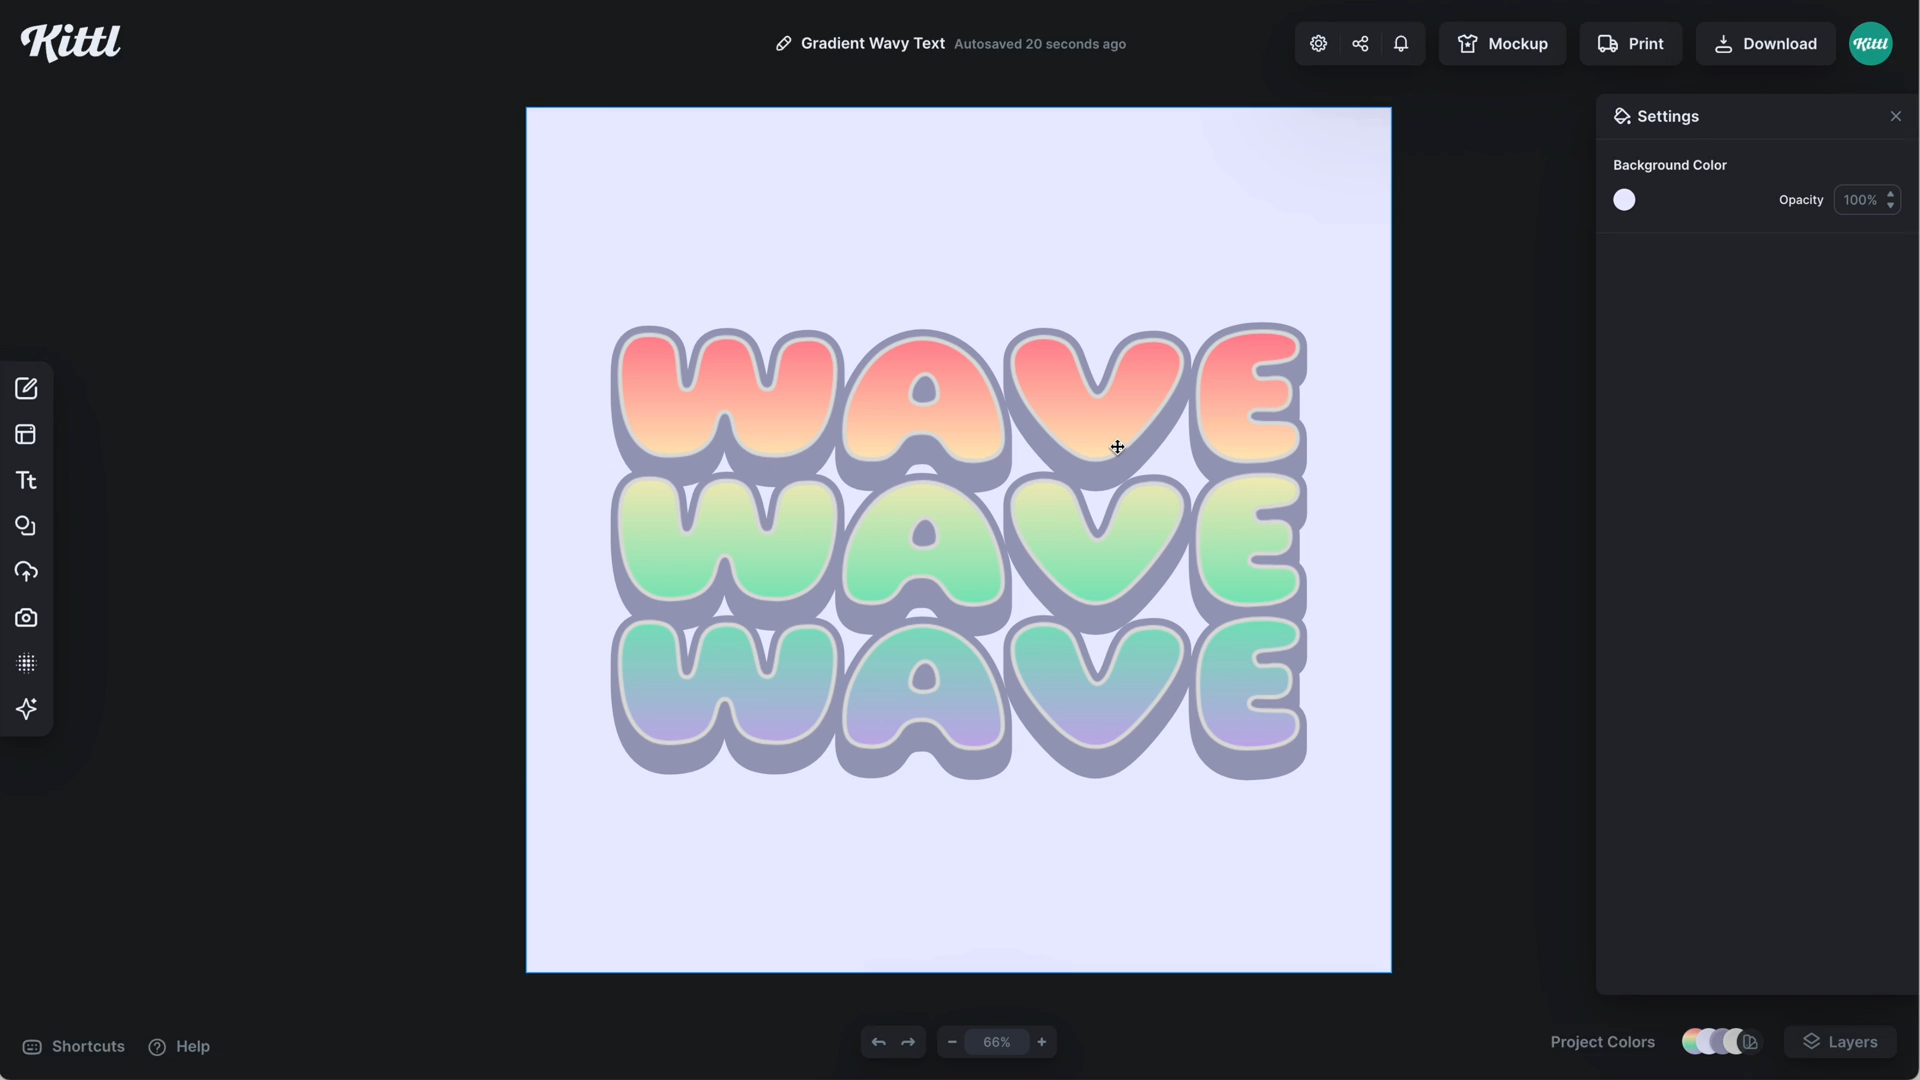 Kittl
Gradient Wavy Text Autosaved 20 seconds ago
Mockup
Print
Download
Kittl
Settings
Background Color
Opacity 100%
WAVE
WAVE
WAVE
Tt
Shortcuts
Help
66%
Project Colors
Layers